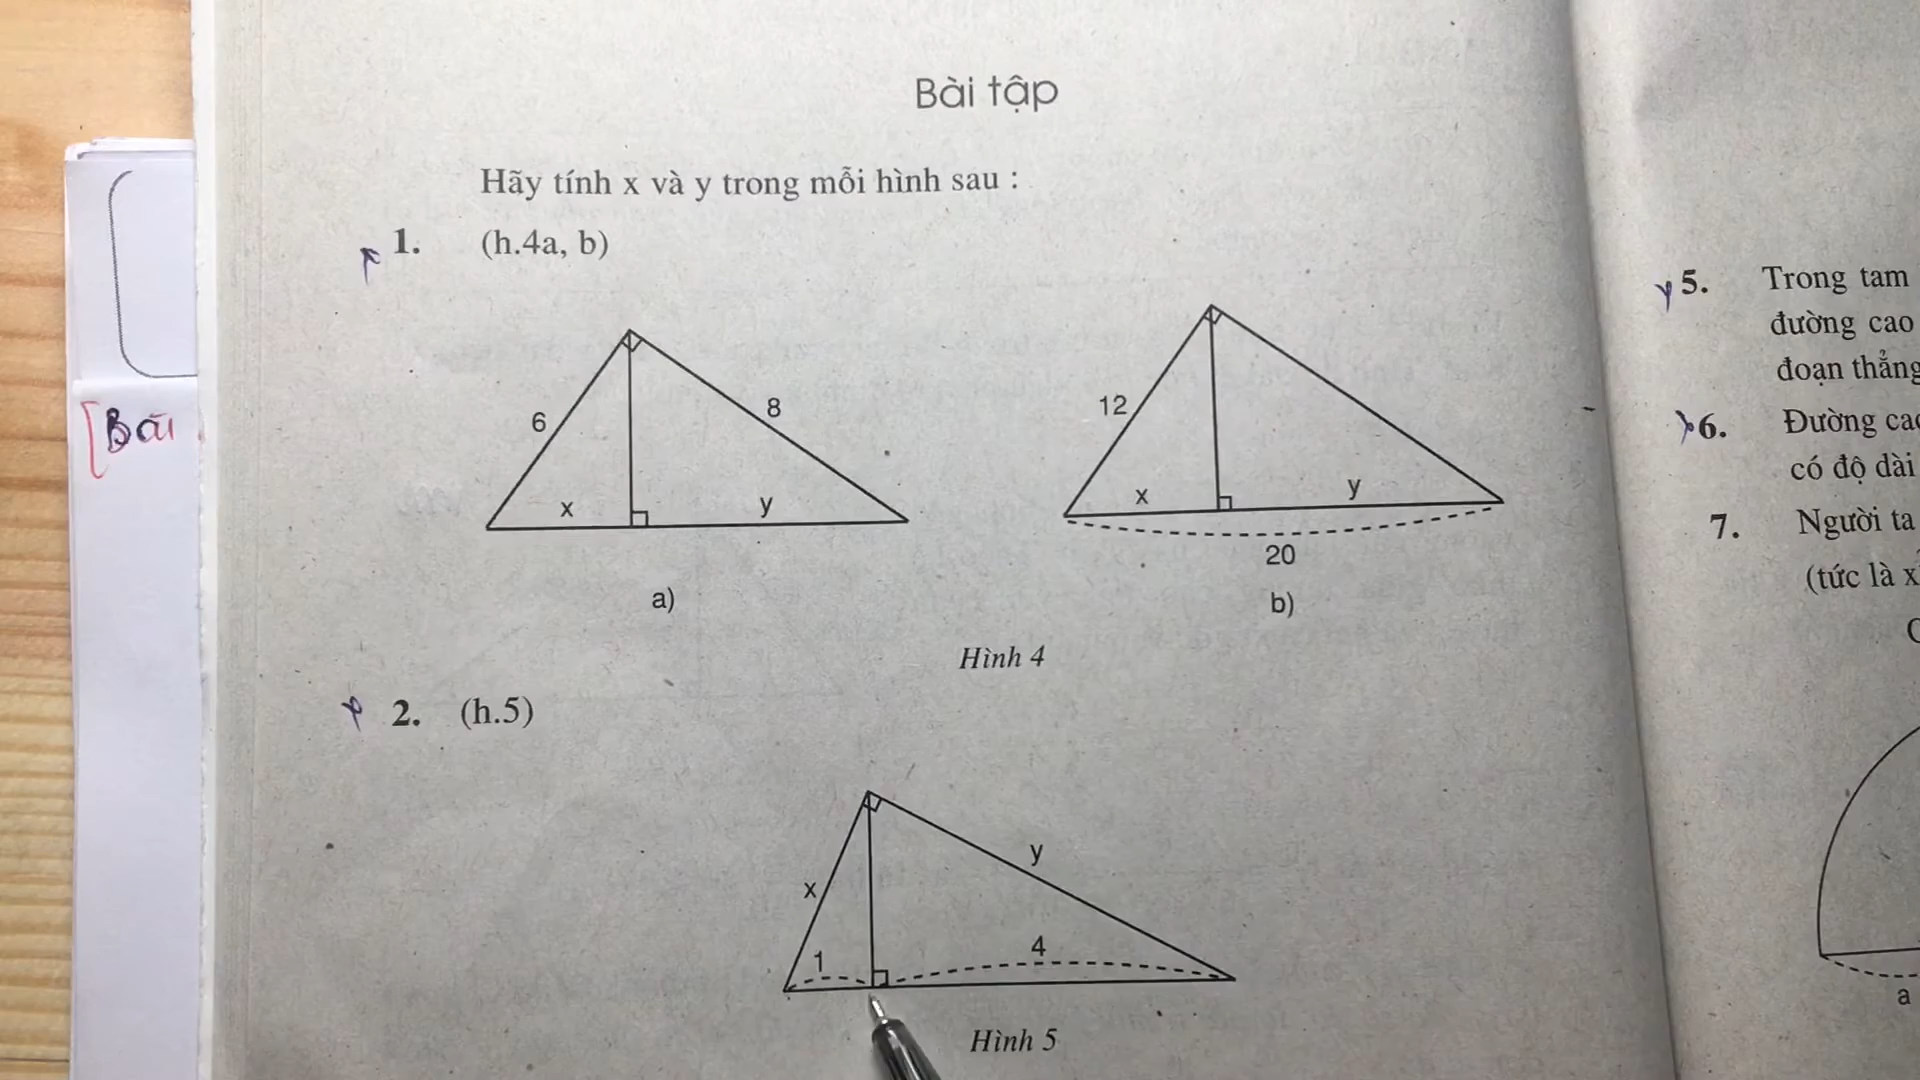 Bài tập
Hãy tính x và y trong mỗi hình sau :
1. (h.4a, b)
6
8
x
y
a)
12
x
y
20
b)
Hình 4
2. (h.5)
x
y
1
4
Hình 5
Bài
5. Trong tam
đường cao
đoạn thẳng
6. Đường cao
có độ dài
7. Người ta
(tức là x
a